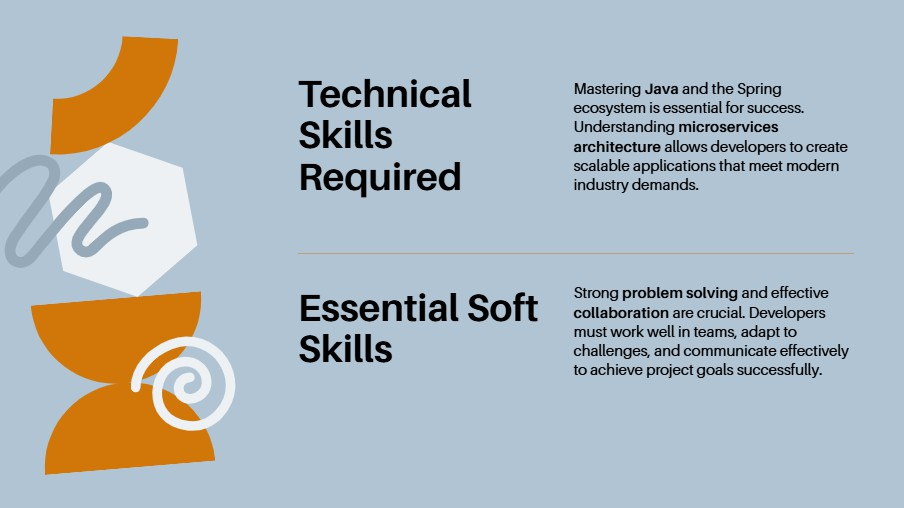 Technical
Skills
Required
Mastering Java and the Spring
ecosystem is essential for success.
Understanding microservices
architecture allows developers to create
scalable applications that meet modern
industry demands.
Essential Soft
Skills
Strong problem solving and effective
collaboration are crucial. Developers
must work well in teams, adapt to
challenges, and communicate effectively
to achieve project goals successfully.